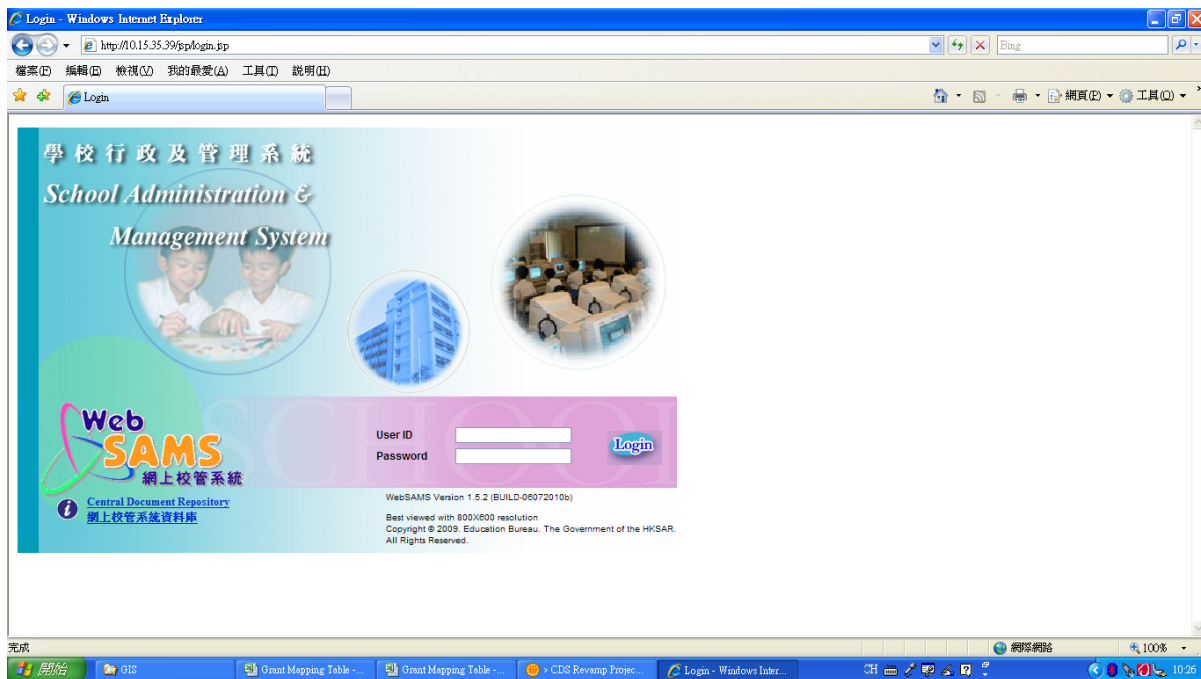 Login - Windows Internet Explorer
http://10.15.35.39/jsp/login.jsp
Bing
檔案(F) 編輯(E) 檢視(V) 我的最愛(A) 工具(T) 說明(H)
Login
網頁(P) 工具(O)
學校行政及管理系統
School Administration &
Management System
SCHOOL
Web
SAMS
網上校管系統
User ID
Password
Login
Central Document Repository
網上校管系統資料庫
WebSAMS Version 1.5.2 (BUILD-06072010b)
Best viewed with 800X600 resolution
Copyright © 2009. Education Bureau. The Government of the HKSAR.
All Rights Reserved.
完成
網際網路
100%
開始
GIS
Grant Mapping Table -...
Grant Mapping Table -...
> CDS Revamp Projec...
Login - Windows Inter...
CH
10:26